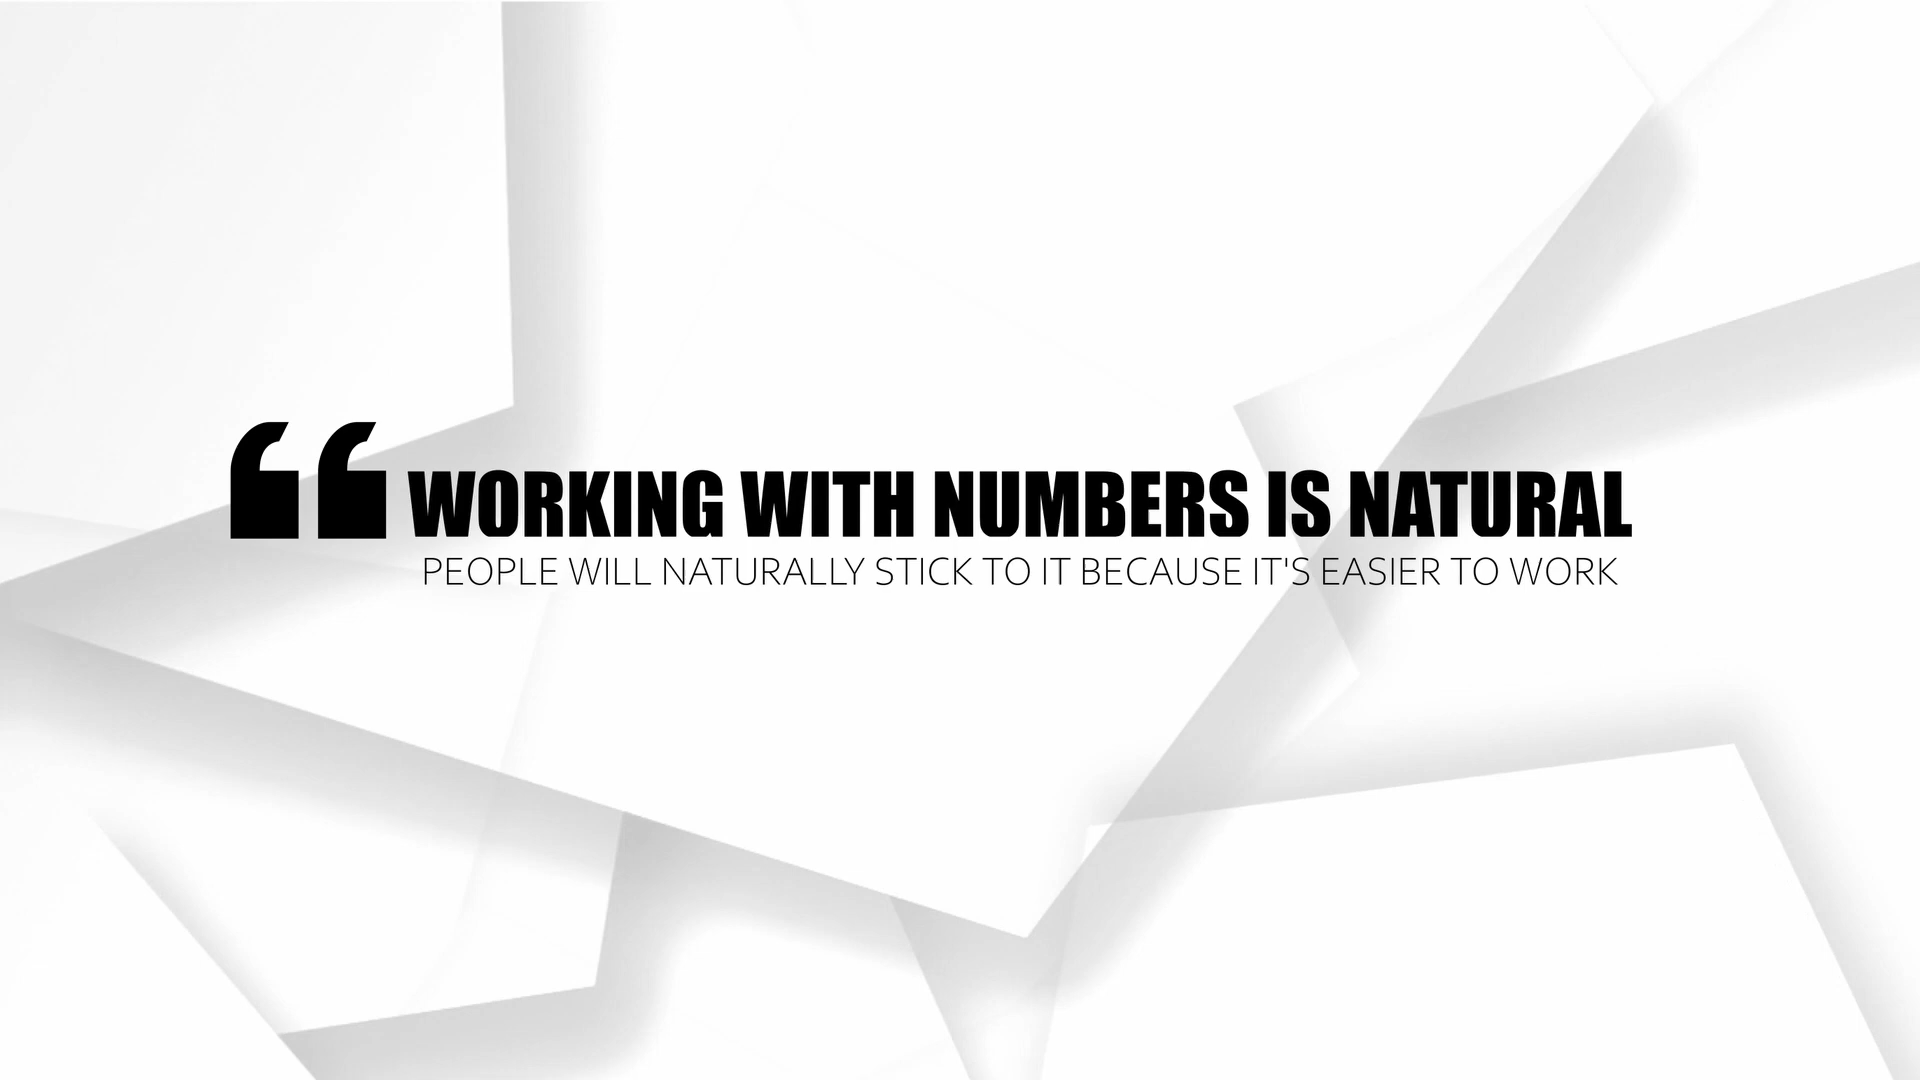 “ WORKING WITH NUMBERS IS NATURAL
PEOPLE WILL NATURALLY STICK TO IT BECAUSE IT'S EASIER TO WORK